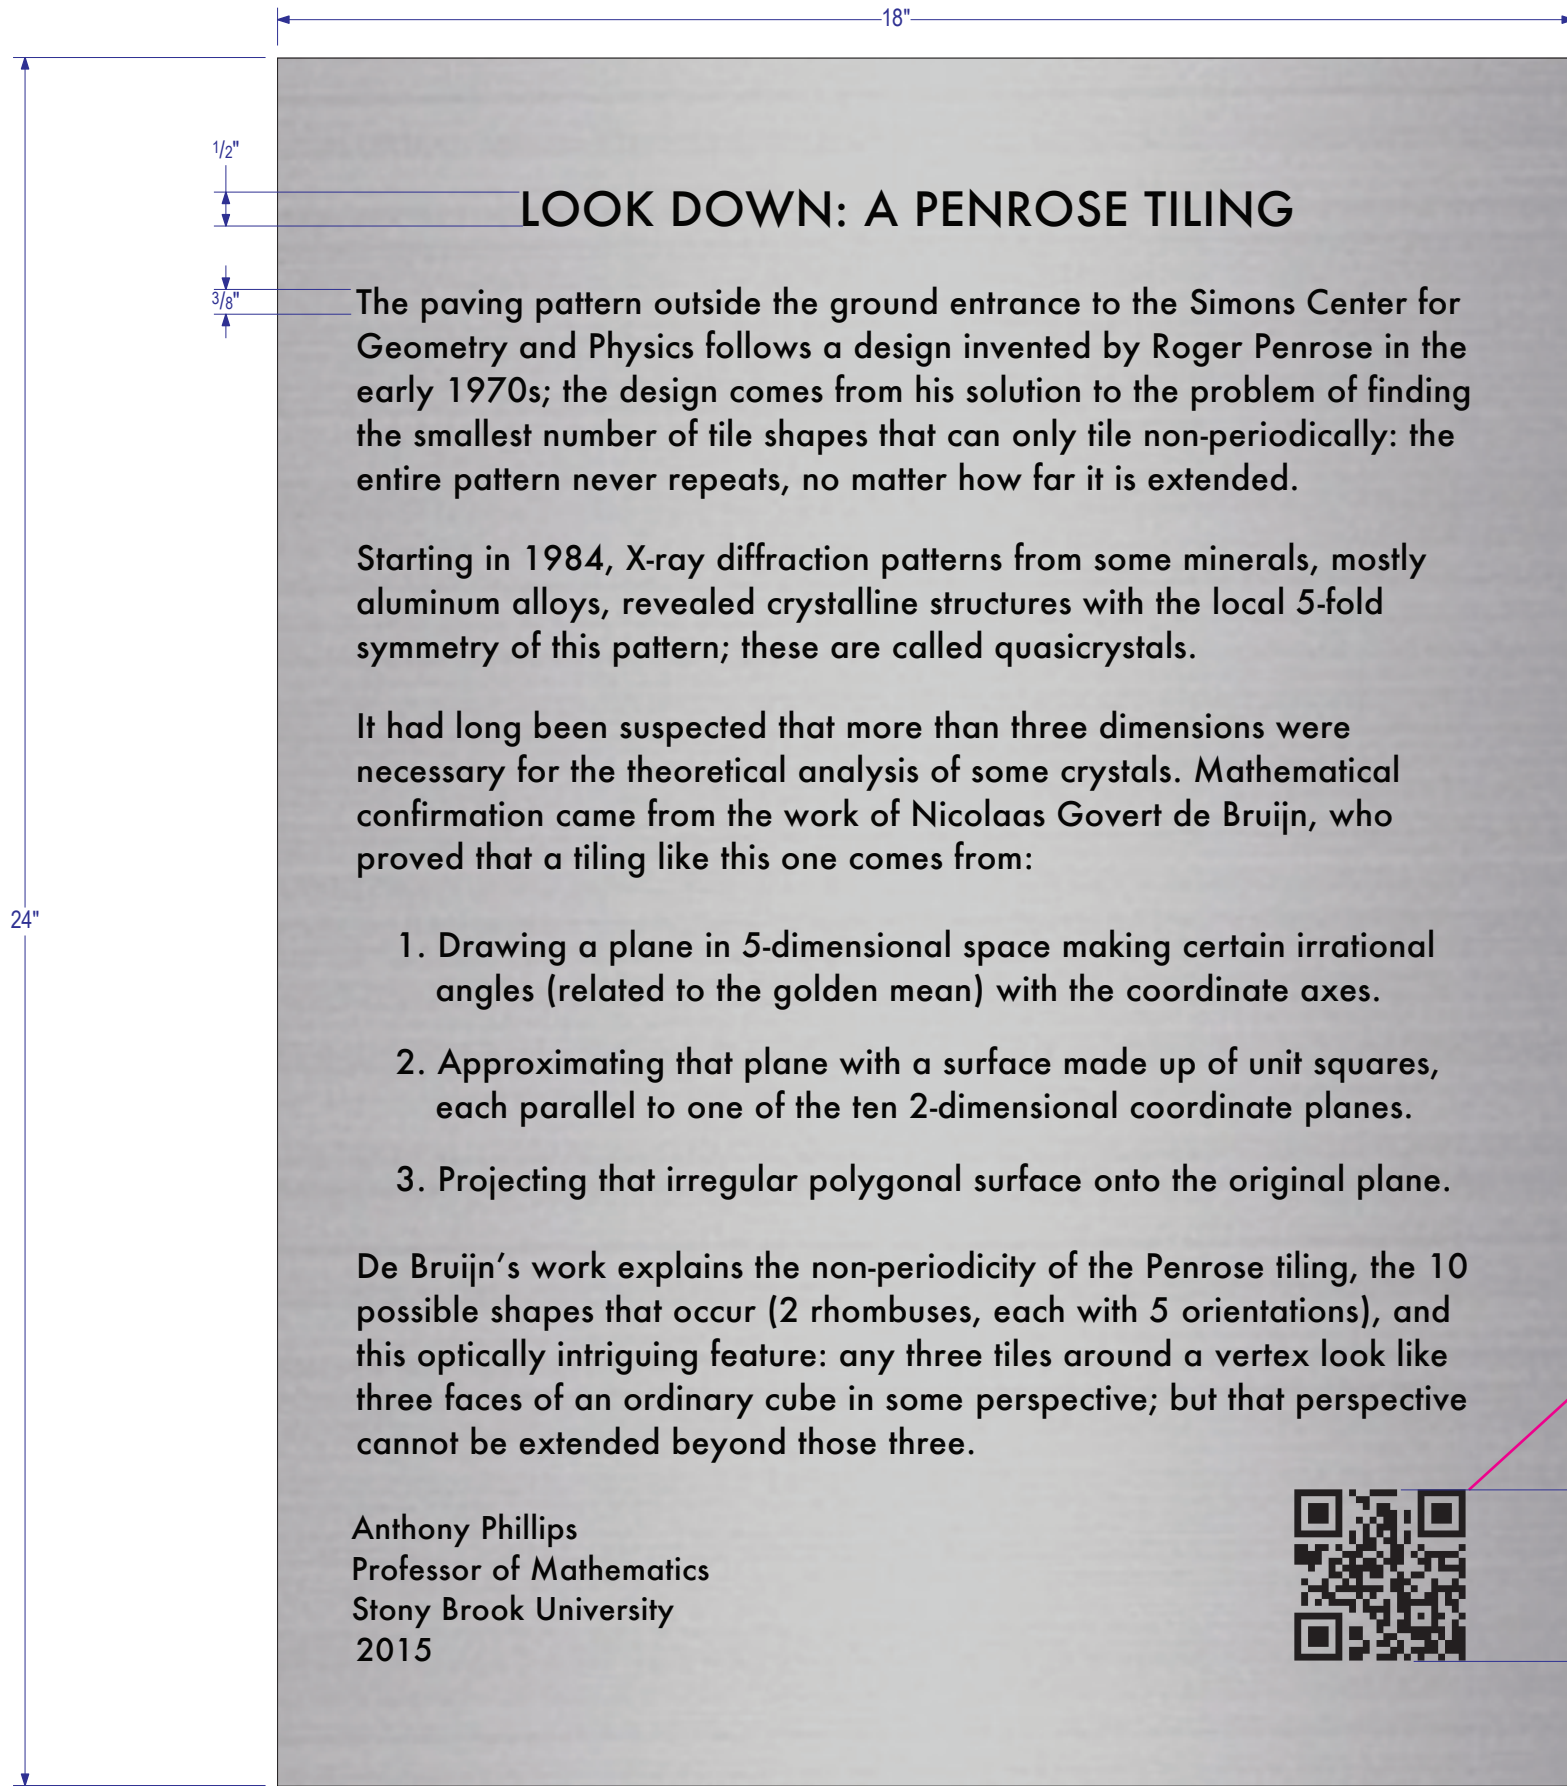 18"
1/2"
LOOK DOWN: A PENROSE TILING
3/8"
The paving pattern outside the ground entrance to the Simons Center for
Geometry and Physics follows a design invented by Roger Penrose in the
early 1970s; the design comes from his solution to the problem of finding
the smallest number of tile shapes that can only tile non-periodically: the
entire pattern never repeats, no matter how far it is extended.
Starting in 1984, X-ray diffraction patterns from some minerals, mostly
aluminum alloys, revealed crystalline structures with the local 5-fold
symmetry of this pattern; these are called quasicrystals.
It had long been suspected that more than three dimensions were
necessary for the theoretical analysis of some crystals. Mathematical
confirmation came from the work of Nicolaas Govert de Bruijn, who
proved that a tiling like this one comes from:
24"
1. Drawing a plane in 5-dimensional space making certain irrational
angles (related to the golden mean) with the coordinate axes.
2. Approximating that plane with a surface made up of unit squares,
each parallel to one of the ten 2-dimensional coordinate planes.
3. Projecting that irregular polygonal surface onto the original plane.
De Bruijn’s work explains the non-periodicity of the Penrose tiling, the 10
possible shapes that occur (2 rhombuses, each with 5 orientations), and
this optically intriguing feature: any three tiles around a vertex look like
three faces of an ordinary cube in some perspective; but that perspective
cannot be extended beyond those three.
Anthony Phillips
Professor of Mathematics
Stony Brook University
2015